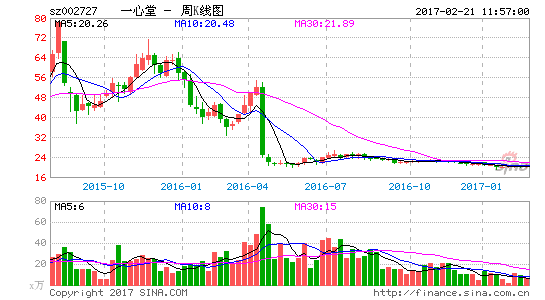 sz002727 一心堂 - 周K线图 2017-02-21 11:57:00
MA5:20.26 MA10:20.48 MA30:21.89
80
72
64
56
48
40
32
24
16
2015-10 2016-01 2016-04 2016-07 2016-10 2017-01
MA5:6 MA10:8 MA30:15
80
60
40
20
x万
Copyright 2017 SINA.COM http://finance.sina.com.cn